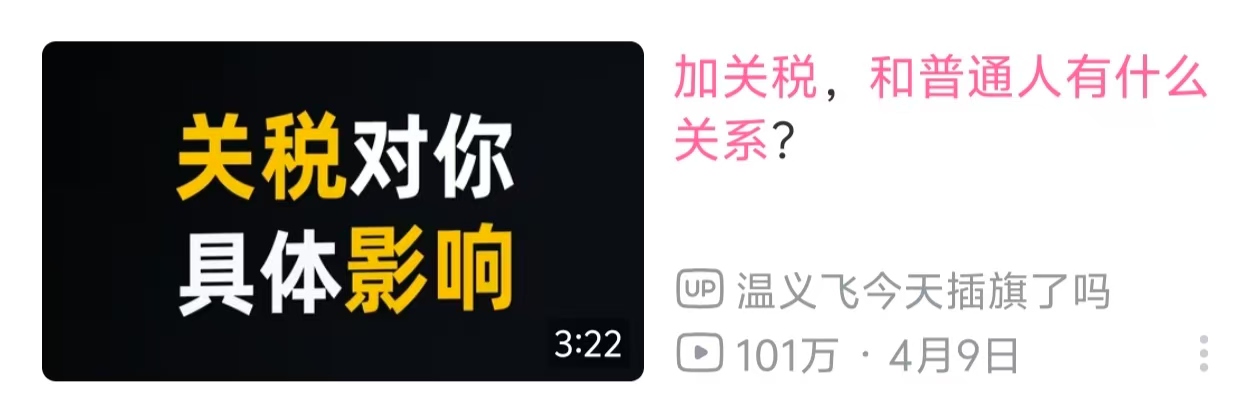 关税对你
具体影响
3:22
加关税，和普通人有什么
关系？
UP 温义飞今天插旗了吗
101万 · 4月9日